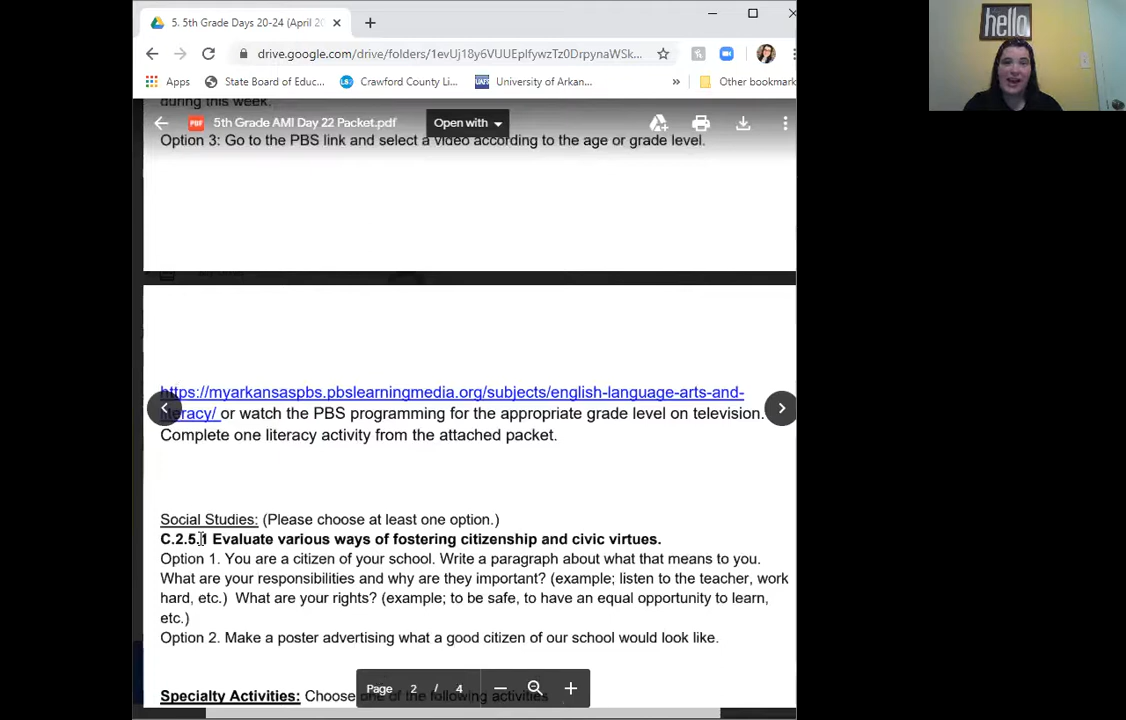 5. 5th Grade Days 20-24 (April 20
drive.google.com/drive/folders/1evUj18y6VUUEplfywzTz0DrpynaWSk...
Apps State Board of Educ... Crawford County Li... University of Arkan... » Other bookmark
during this week.
5th Grade AMI Day 22 Packet.pdf Open with
Option 3: Go to the PBS link and select a video according to the age or grade level.
https://myarkansaspbs.pbslearningmedia.org/subjects/english-language-arts-and-
literacy/ or watch the PBS programming for the appropriate grade level on television.
Complete one literacy activity from the attached packet.
Social Studies: (Please choose at least one option.)
C.2.5.1 Evaluate various ways of fostering citizenship and civic virtues.
Option 1. You are a citizen of your school. Write a paragraph about what that means to you.
What are your responsibilities and why are they important? (example; listen to the teacher, work
hard, etc.) What are your rights? (example; to be safe, to have an equal opportunity to learn,
etc.)
Option 2. Make a poster advertising what a good citizen of our school would look like.
Specialty Activities: Choose one of the following activities
Page 2 / 4
hello